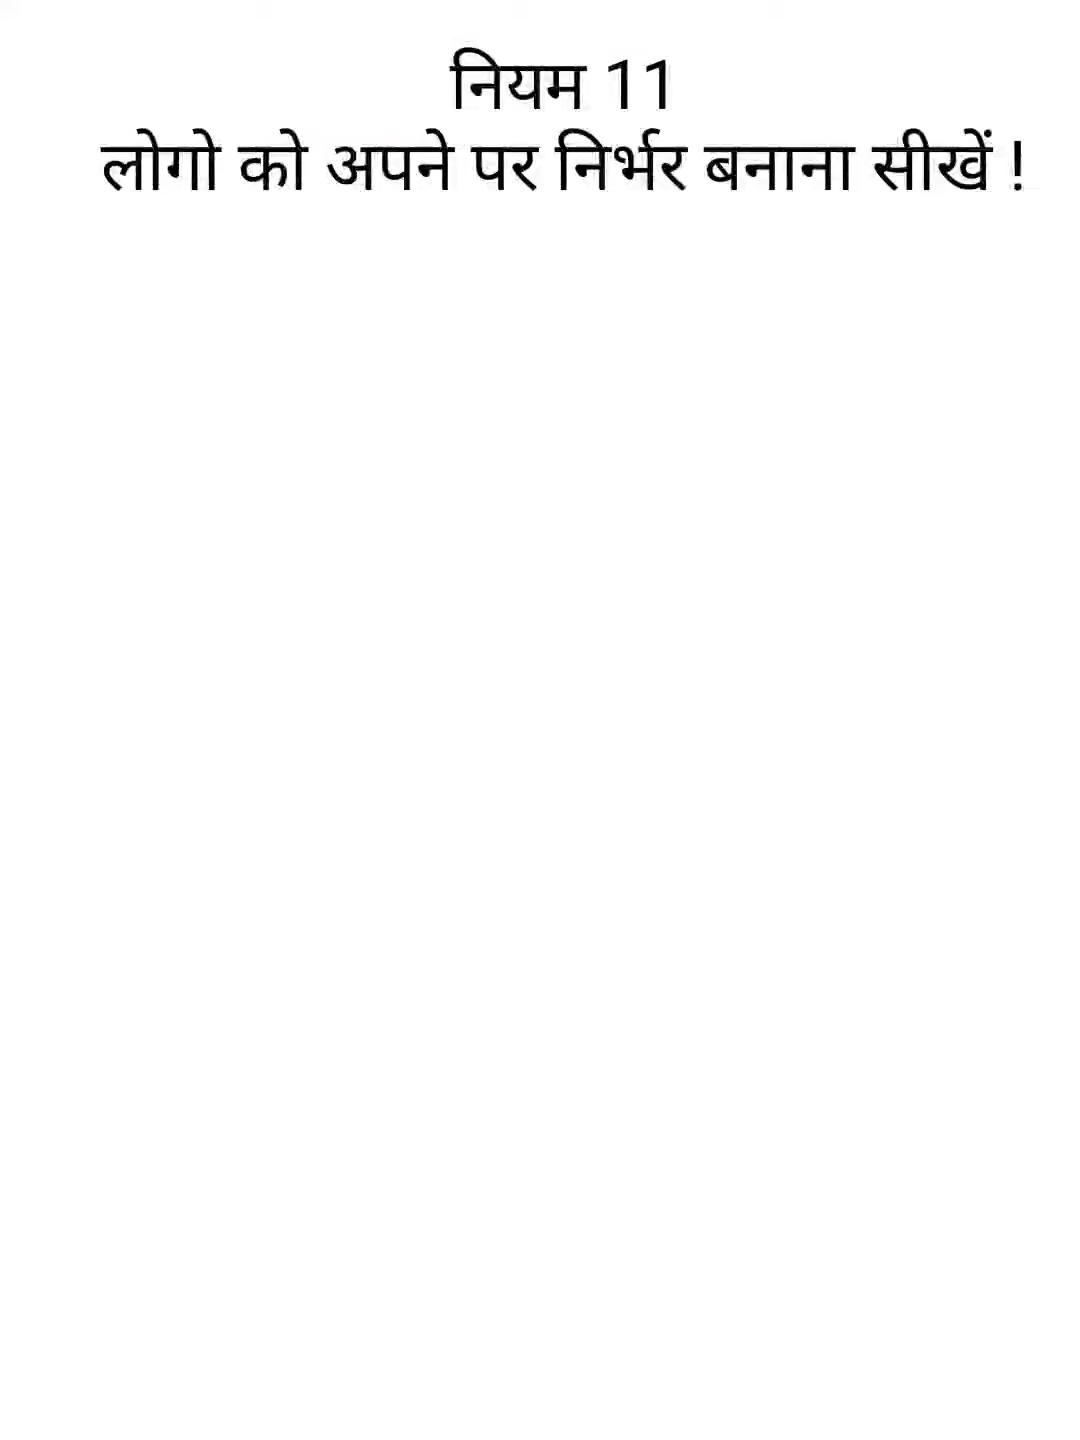 नियम 11
लोगो को अपने पर निर्भर बनाना सीखें !